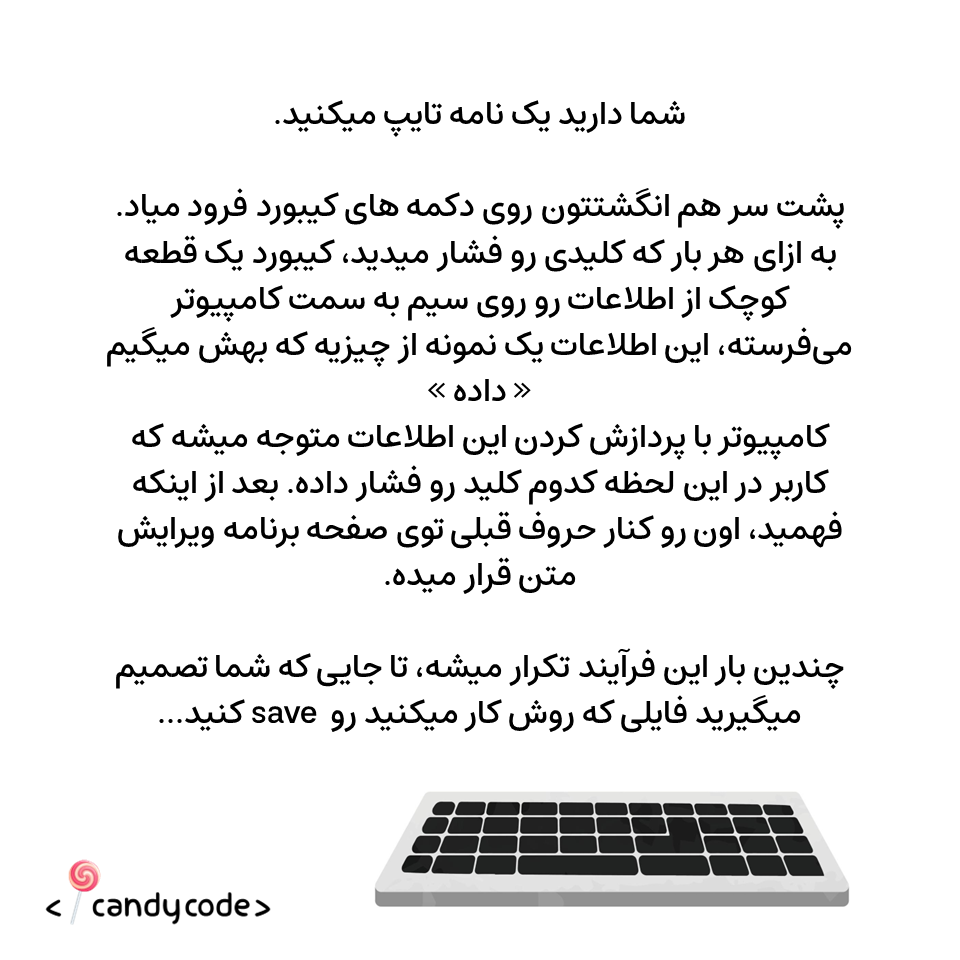 شما دارید یک نامه تایپ میکنید.
پشت سر هم انگشتتون روی دکمه های کیبورد فرود میاد.
به ازای هر بار که کلیدی رو فشار میدید، کیبورد یک قطعه
کوچک از اطلاعات رو روی سیم به سمت کامپیوتر
می‌فرسته، این اطلاعات یک نمونه از چیزیه که بهش میگیم
« داده »
کامپیوتر با پردازش کردن این اطلاعات متوجه میشه که
کاربر در این لحظه کدوم کلید رو فشار داده. بعد از اینکه
فهمید، اون رو کنار حروف قبلی توی صفحه برنامه ویرایش
متن قرار میده.
چندین بار این فرآیند تکرار میشه، تا جایی که شما تصمیم
میگیرید فایلی که روش کار میکنید رو save کنید...
< candycode >